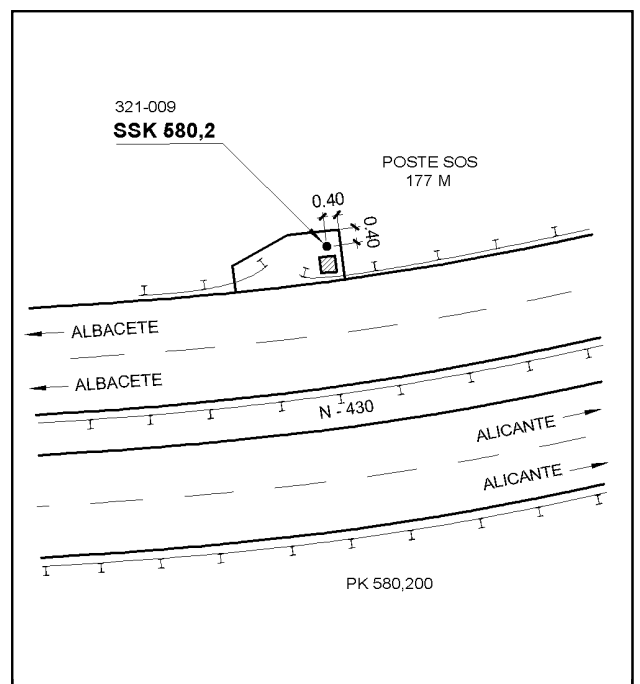 321-009
SSK 580,2
POSTE SOS
177 M
0.40
0.40
ALBACETE
ALBACETE
N - 430
ALICANTE
ALICANTE
PK 580,200